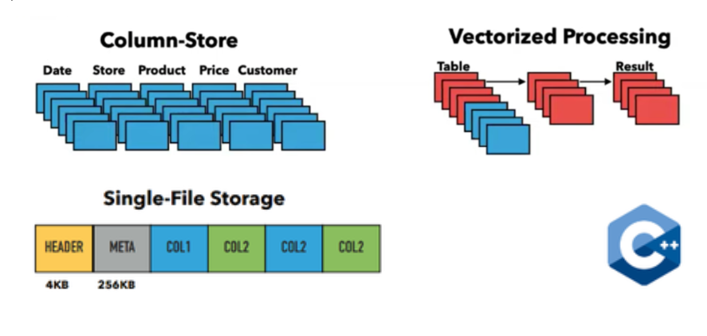 Column-Store
Date Store Product Price Customer
Vectorized Processing
Table Result
Single-File Storage
HEADER META COL1 COL2 COL2 COL2
4KB 256KB
C++